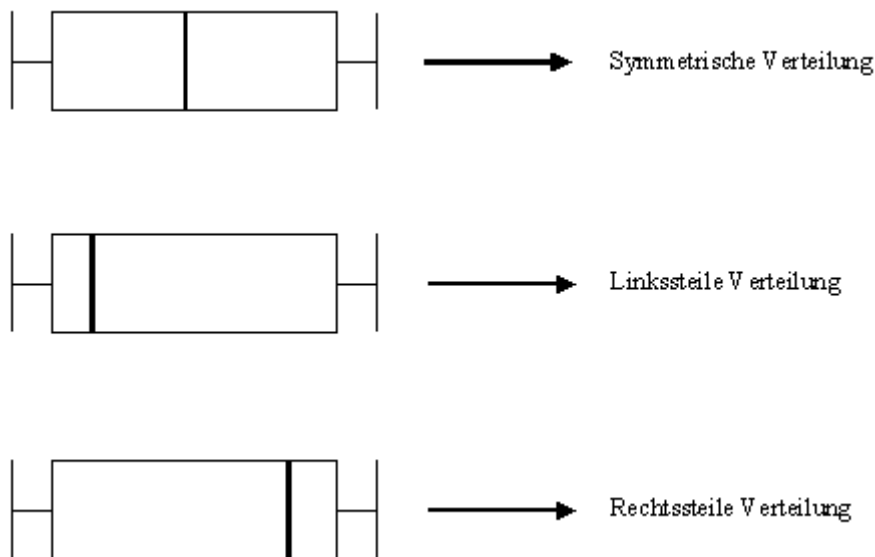 Symmetrische Verteilung
Linkssteile Verteilung
Rechtssteile Verteilung